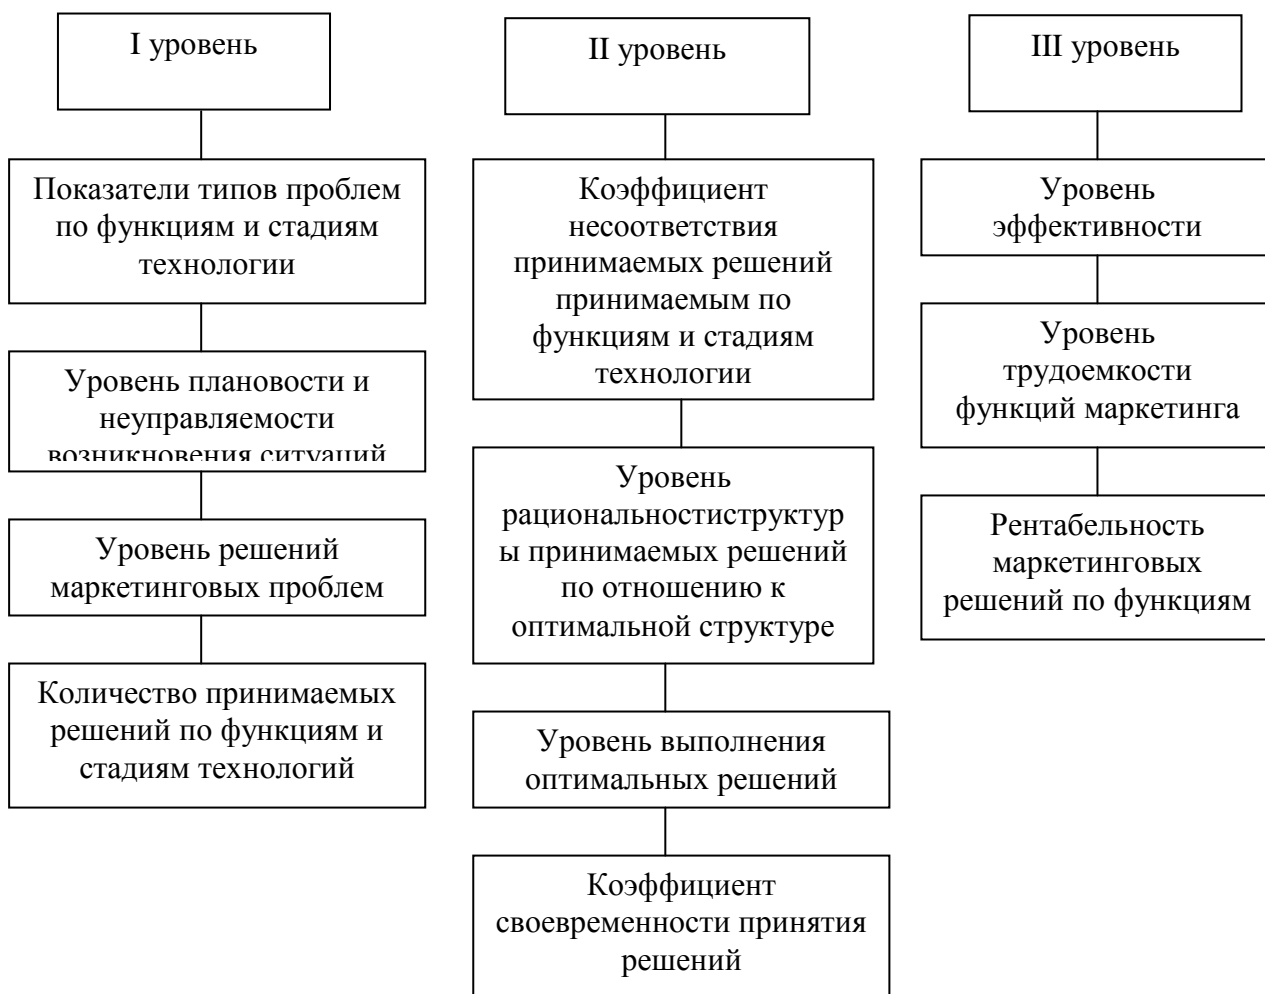 I уровень
Показатели типов проблем
по функциям и стадиям
технологии
Уровень плановости и
неуправляемости
возникновения ситуаций
Уровень решений
маркетинговых проблем
Количество принимаемых
решений по функциям и
стадиям технологий
II уровень
Коэффициент
несоответствия
принимаемых решений
принимаемым по
функциям и стадиям
технологии
Уровень
рациональностиструктур
ы принимаемых решений
по отношению к
оптимальной структуре
Уровень выполнения
оптимальных решений
Коэффициент
своевременности принятия
решений
III уровень
Уровень
эффективности
Уровень
трудоемкости
функций маркетинга
Рентабельность
маркетинговых
решений по функциям